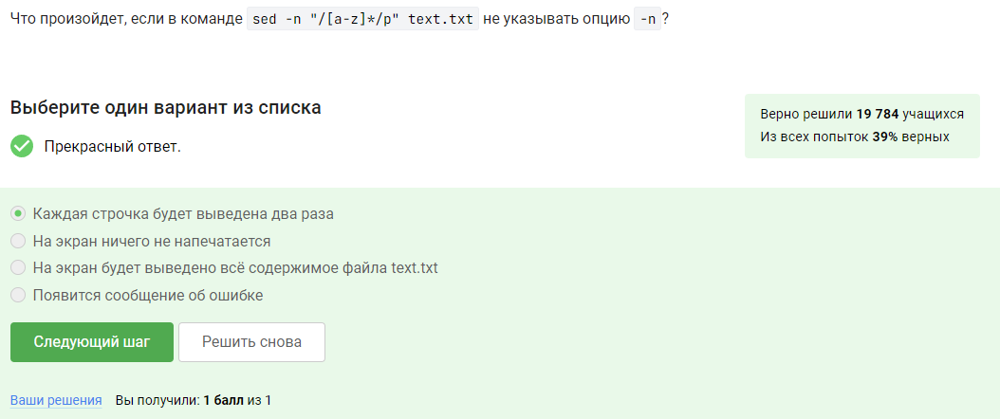 Что произойдет, если в команде sed -n "/[a-z]*/p" text.txt не указывать опцию -n?
Выберите один вариант из списка
Прекрасный ответ.
Верно решили 19 784 учащихся
Из всех попыток 39% верных
Каждая строчка будет выведена два раза
На экран ничего не напечатается
На экран будет выведено всё содержимое файла text.txt
Появится сообщение об ошибке
Следующий шаг
Решить снова
Ваши решения
Вы получили: 1 балл из 1